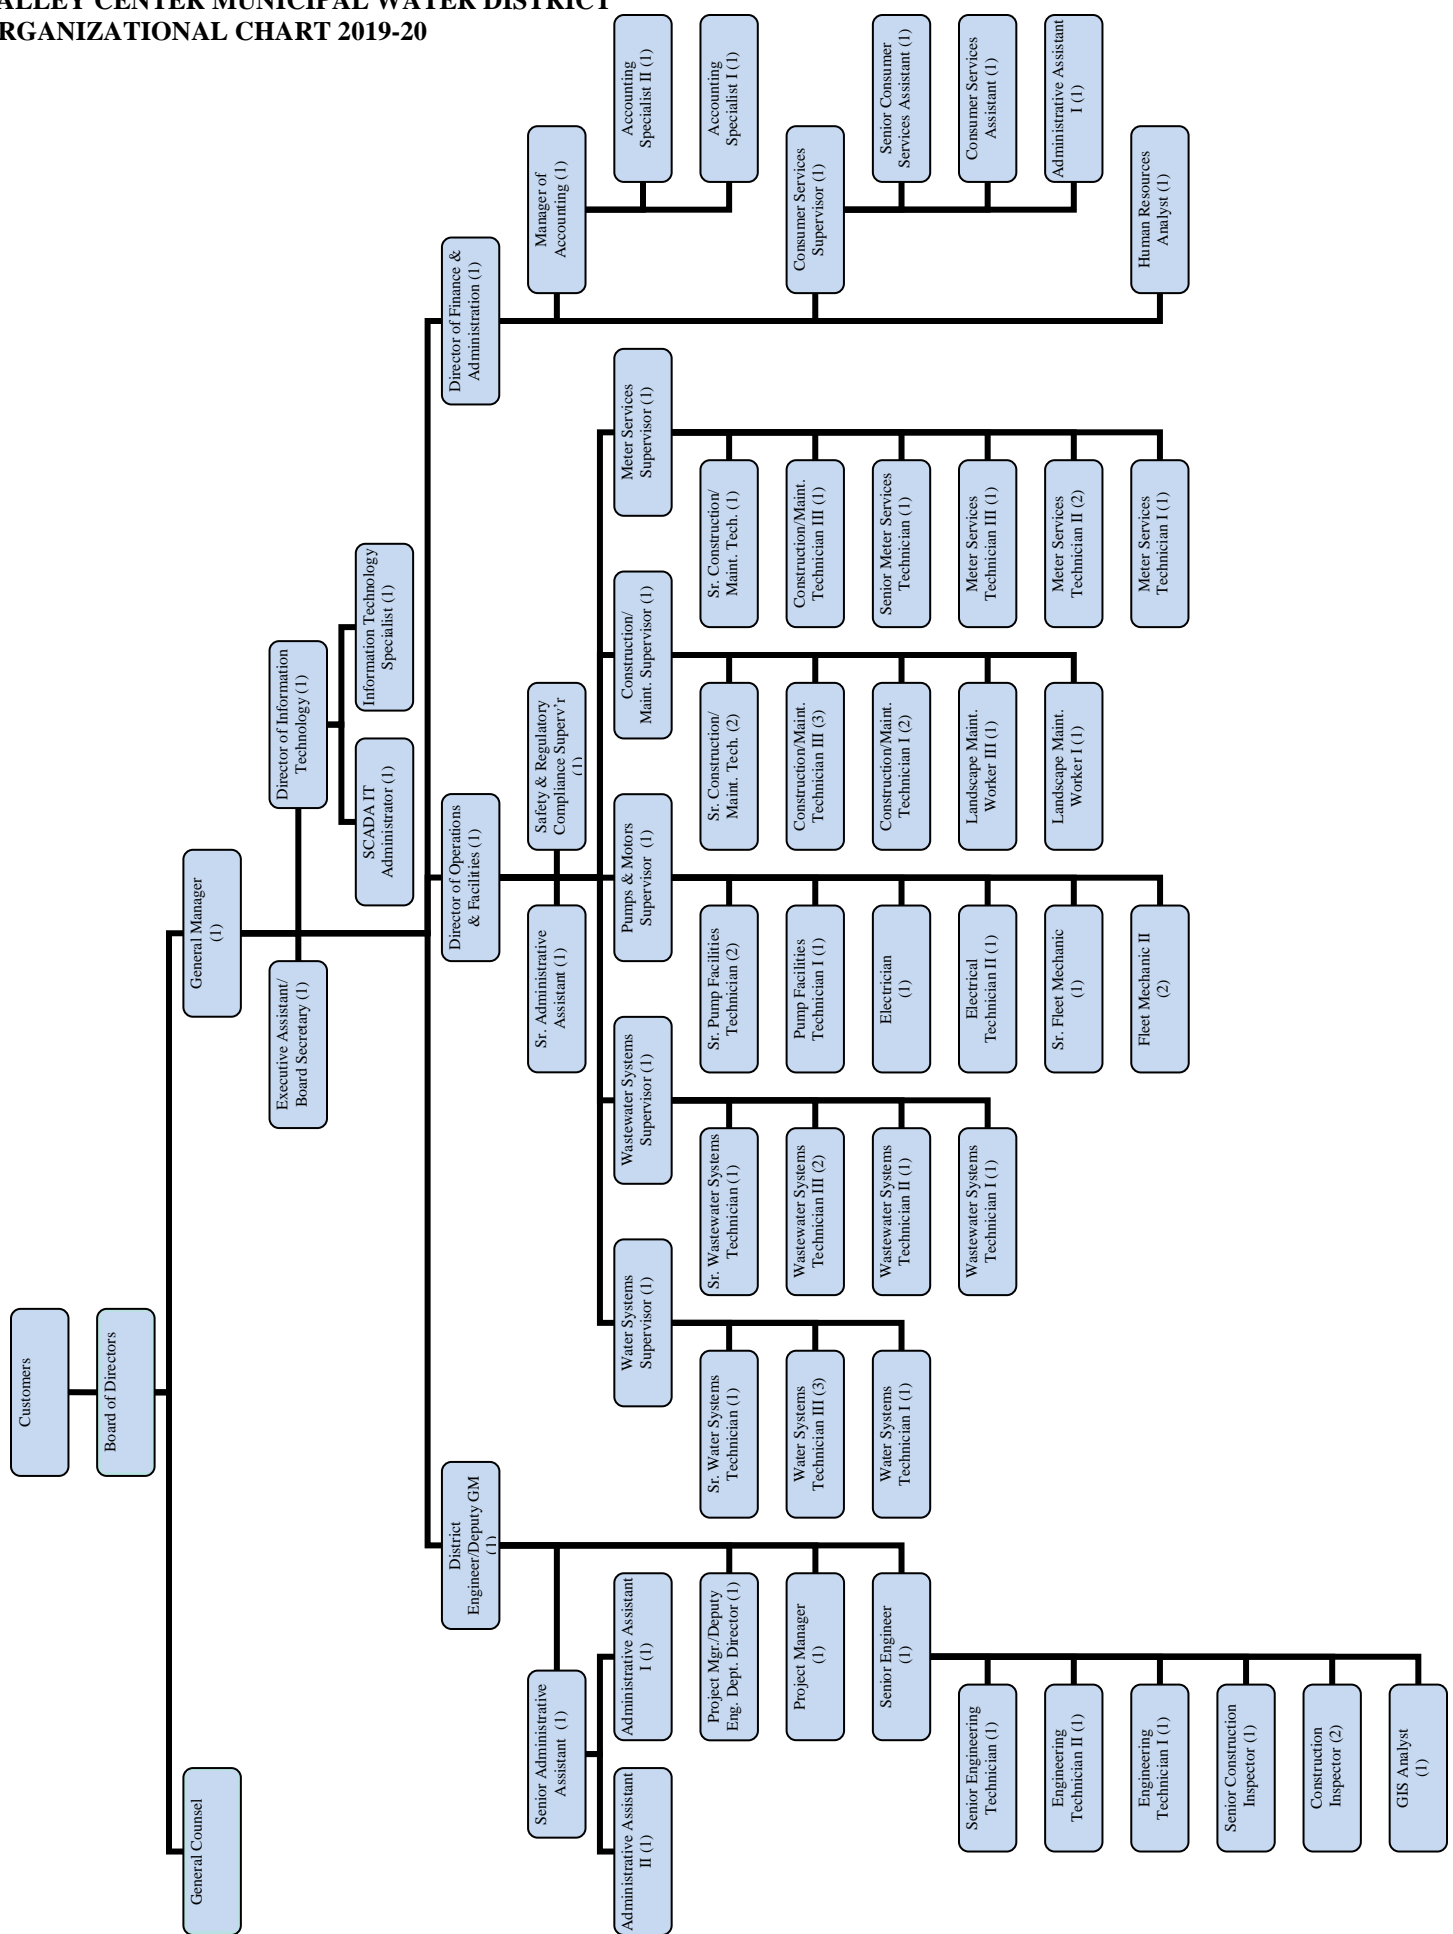 ALLEY CENTER MUNICIPAL WATER DISTRICT
RGANIZATIONAL CHART 2019-20
Customers
Board of Directors
General Counsel
General Manager
(1)
Executive Assistant/
Board Secretary (1)
Director of Information
Technology (1)
SCADA IT
Administrator (1)
Information Technology
Specialist (1)
District
Engineer/Deputy GM
(1)
Senior Administrative
Assistant (1)
Administrative Assistant
II (1)
Administrative Assistant
I (1)
Project Mgr./Deputy
Eng. Dept. Director (1)
Project Manager
(1)
Senior Engineer
(1)
Senior Engineering
Technician (1)
Engineering
Technician II (1)
Engineering
Technician I (1)
Senior Construction
Inspector (1)
Construction
Inspector (2)
GIS Analyst
(1)
Director of Operations
& Facilities (1)
Sr. Administrative
Assistant (1)
Safety & Regulatory
Compliance Superv'r
(1)
Water Systems
Supervisor (1)
Sr. Water Systems
Technician (1)
Water Systems
Technician III (3)
Water Systems
Technician I (1)
Wastewater Systems
Supervisor (1)
Sr. Wastewater Systems
Technician (1)
Wastewater Systems
Technician III (2)
Wastewater Systems
Technician II (1)
Wastewater Systems
Technician I (1)
Pumps & Motors
Supervisor (1)
Sr. Pump Facilities
Technician (2)
Pump Facilities
Technician I (1)
Electrician
(1)
Electrical
Technician II (1)
Sr. Fleet Mechanic
(1)
Fleet Mechanic II
(2)
Construction/
Maint. Supervisor (1)
Sr. Construction/
Maint. Tech. (2)
Construction/Maint.
Technician III (3)
Construction/Maint.
Technician I (2)
Landscape Maint.
Worker III (1)
Landscape Maint.
Worker I (1)
Meter Services
Supervisor (1)
Sr. Construction/
Maint. Tech. (1)
Construction/Maint.
Technician III (1)
Senior Meter Services
Technician (1)
Meter Services
Technician III (1)
Meter Services
Technician II (2)
Meter Services
Technician I (1)
Director of Finance &
Administration (1)
Manager of
Accounting (1)
Accounting
Specialist II (1)
Accounting
Specialist I (1)
Consumer Services
Supervisor (1)
Senior Consumer
Services Assistant (1)
Consumer Services
Assistant (1)
Administrative Assistant
I (1)
Human Resources
Analyst (1)